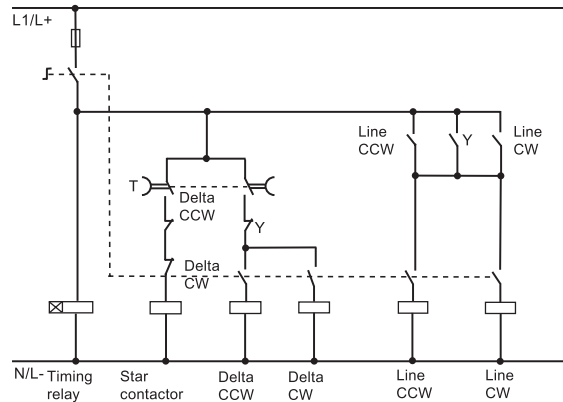 L1/L+
Line
CCW
Y
Line
CW
T
Delta
CCW
Y
Delta
CW
N/L-
Timing
relay
Star
contactor
Delta
CCW
Delta
CW
Line
CCW
Line
CW